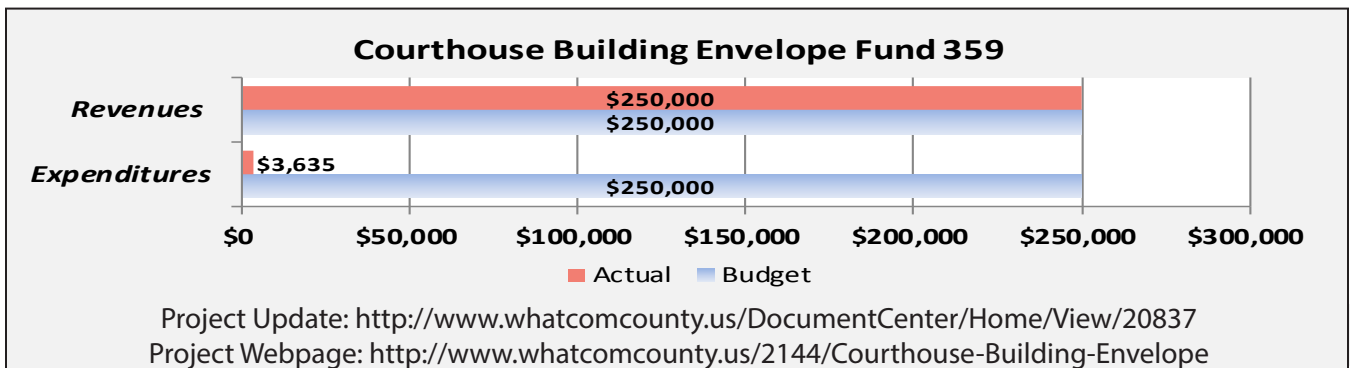 Courthouse Building Envelope Fund 359
Revenues
$250,000
$250,000
Expenditures
$3,635
$250,000
$0 $50,000 $100,000 $150,000 $200,000 $250,000 $300,000
Actual Budget
Project Update: http://www.whatcomcounty.us/DocumentCenter/Home/View/20837
Project Webpage: http://www.whatcomcounty.us/2144/Courthouse-Building-Envelope